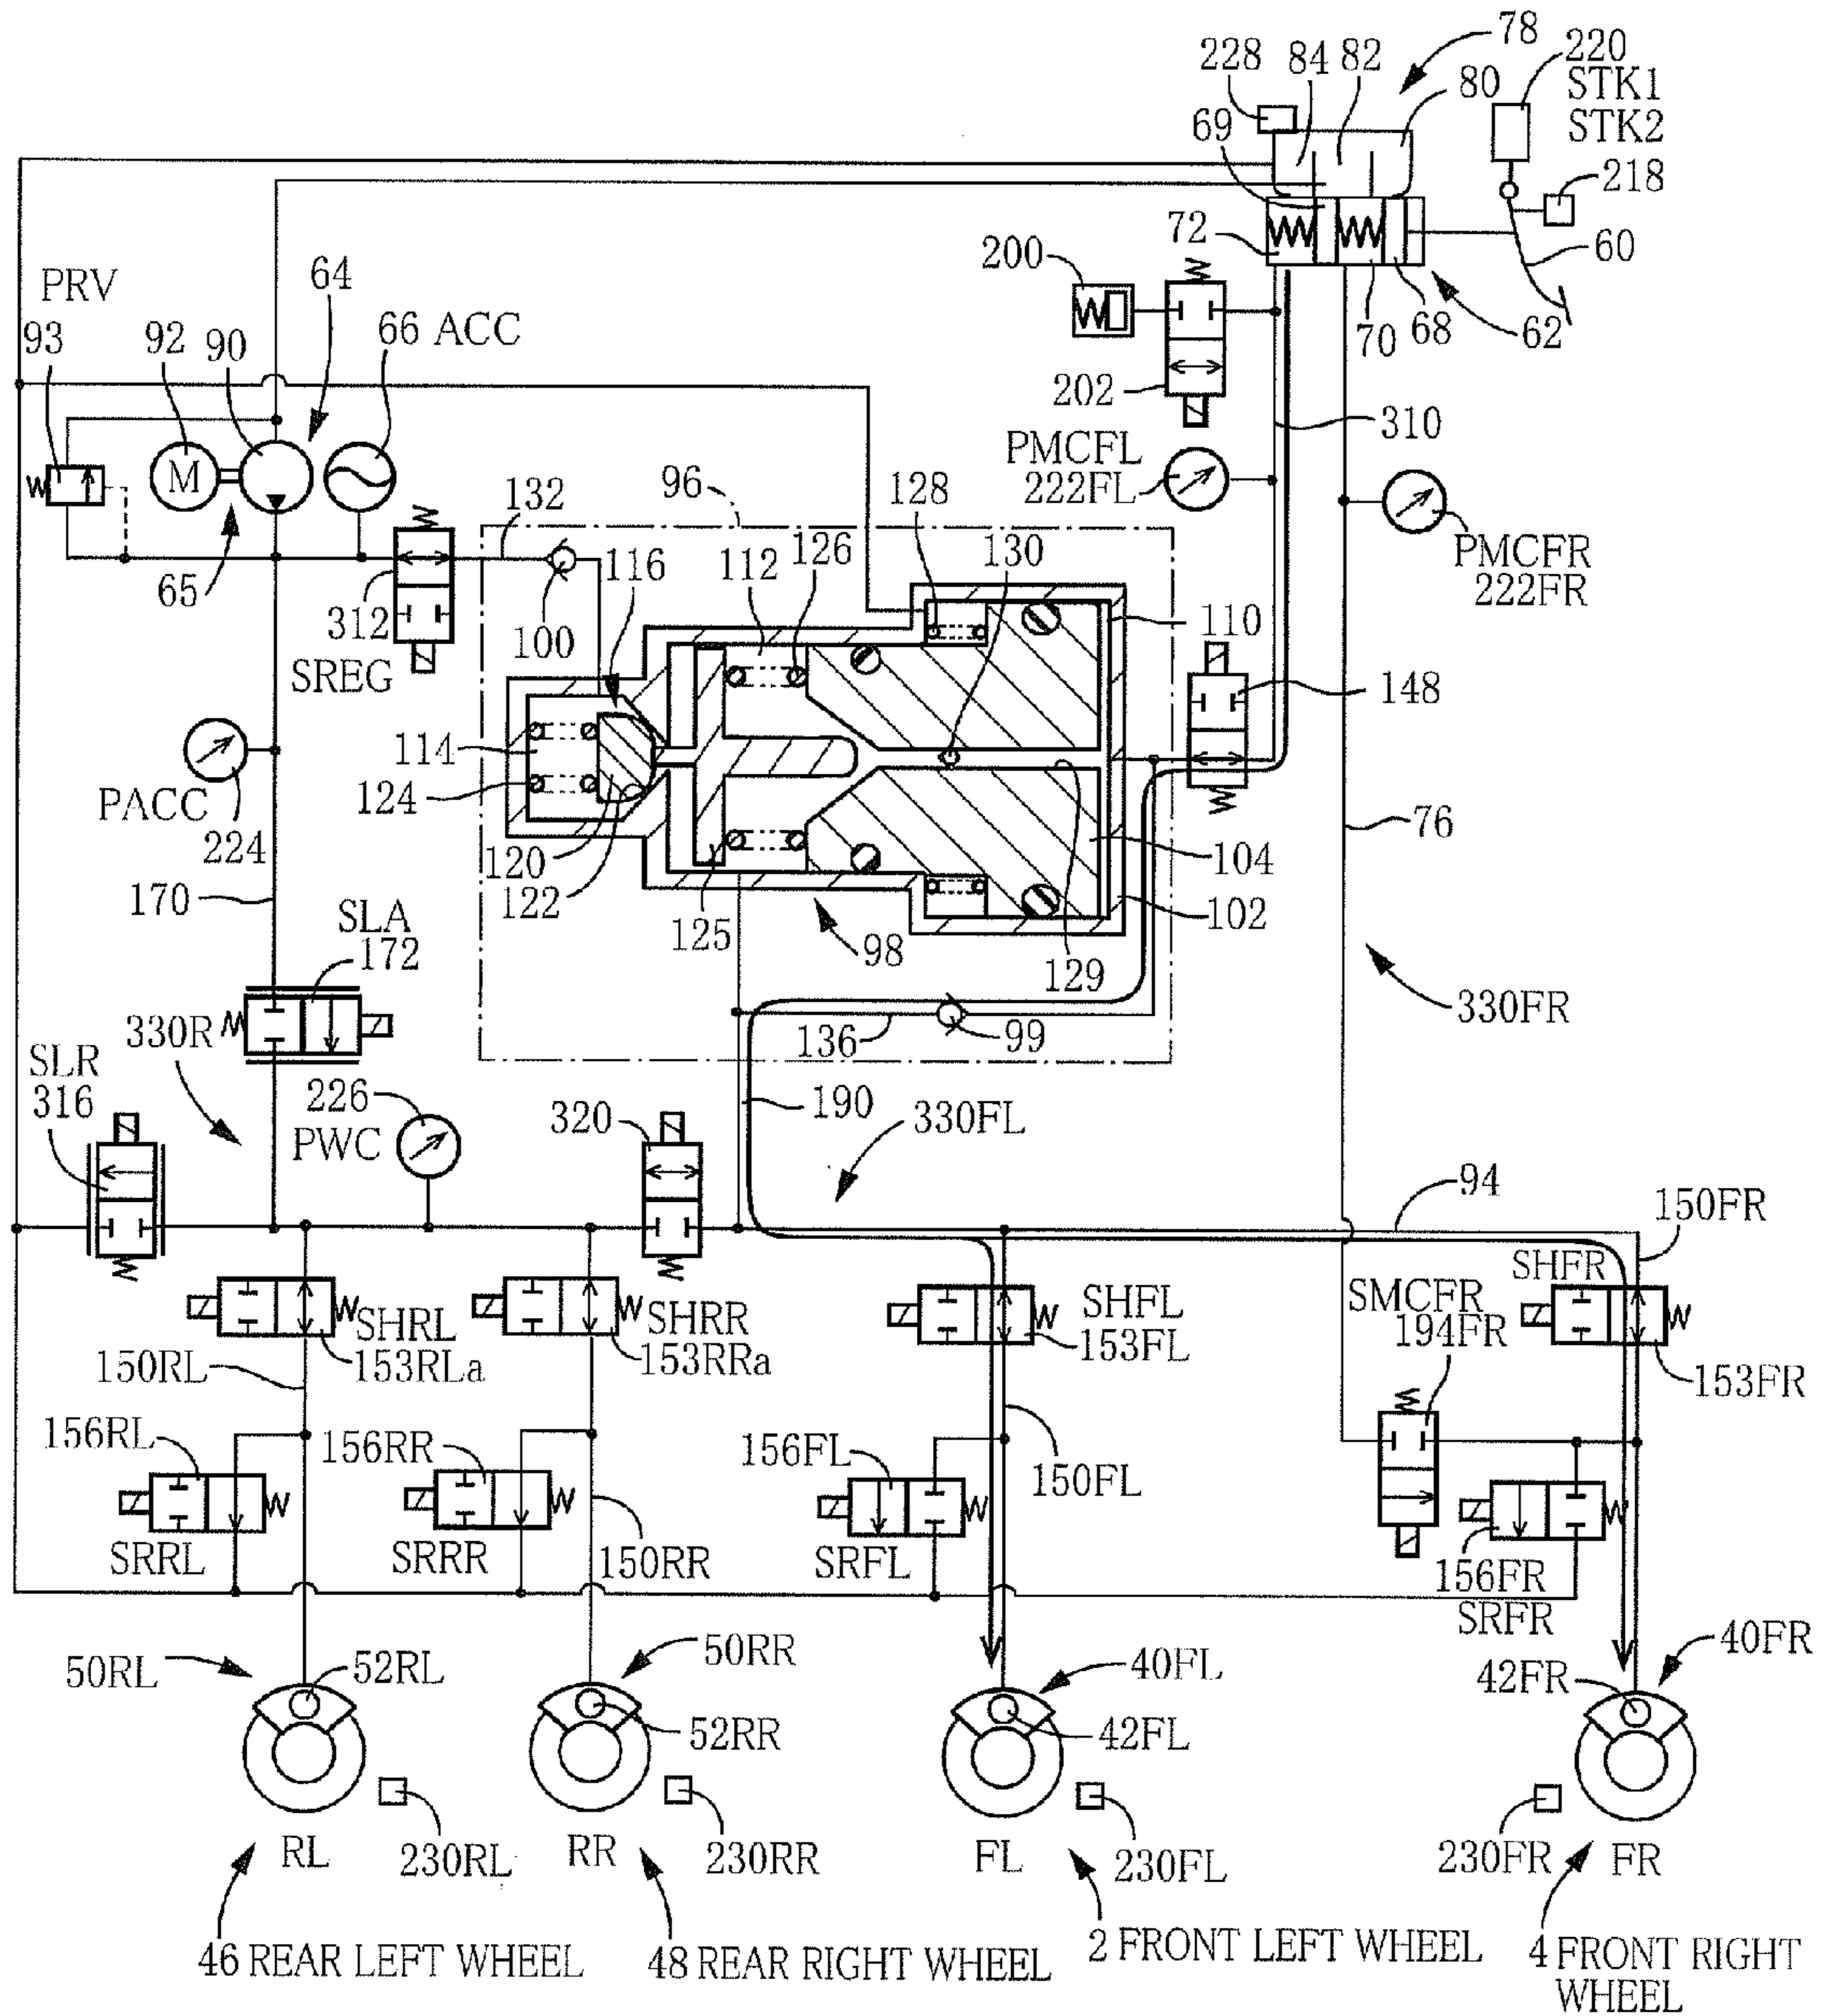 78
220
228
84 82
80
STK1
STK2
69
218
72
60
200
PRV
64
93
92
90
66 ACC
70
68
62
202
310
M
PMCFL
222FL
96
132
128
65
116
112
126
130
PMCFR
222FR
312
100
110
SREG
148
114
PACC
124
76
224
120
104
122
170
125
102
SLA
98
129
172
330FR
330R
136
99
SLR
226
316
320
190
330FL
PWC
94
150FR
SHFR
SHRL
SHRR
SHFL
SMCFR
194FR
153RLa
153RRa
153FL
150RL
153FR
156RL
156RR
156FL
150FL
SRRL
SRRR
150RR
SRFL
156FR
SRFR
50RL
52RL
50RR
40FL
40FR
42FR
52RR
42FL
RL
RR
FL
FR
230RL
230RR
230FL
230FR
46 REAR LEFT WHEEL
48 REAR RIGHT WHEEL
2 FRONT LEFT WHEEL
4 FRONT RIGHT
WHEEL